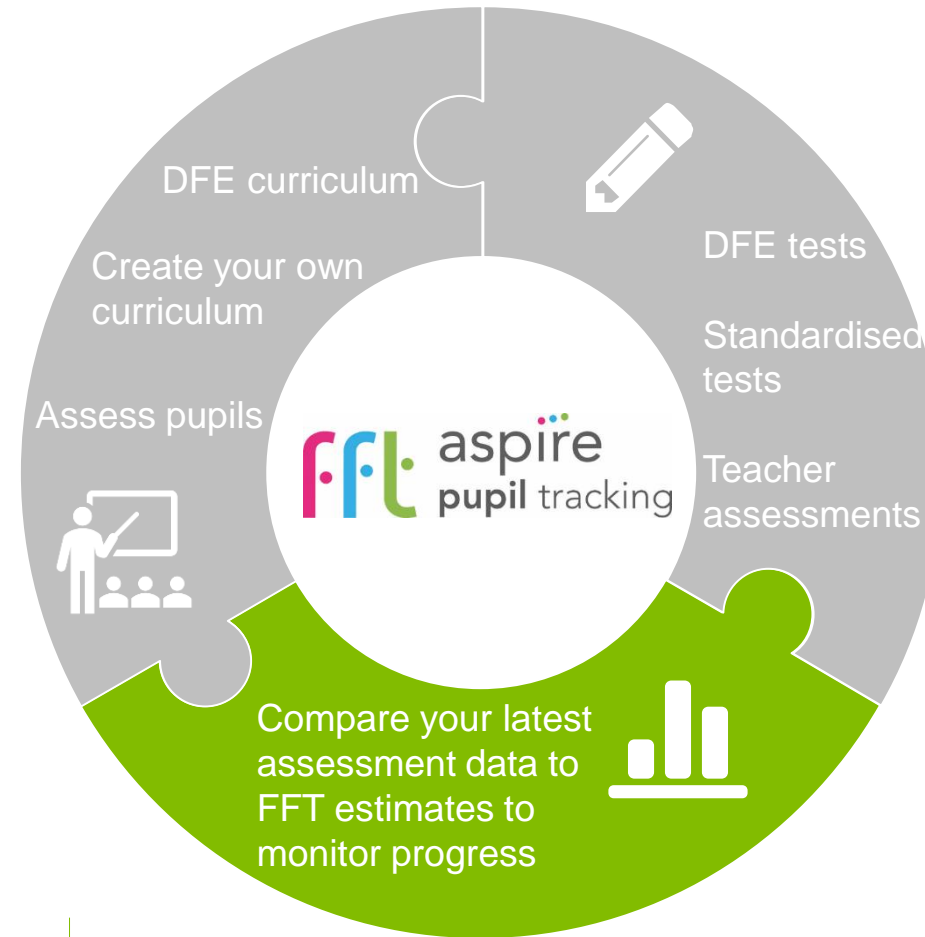 DFE curriculum
Create your own
curriculum
Assess pupils
DFE tests
Standardised
tests
Teacher
assessments
fft aspire
pupil tracking
Compare your latest
assessment data to
FFT estimates to
monitor progress